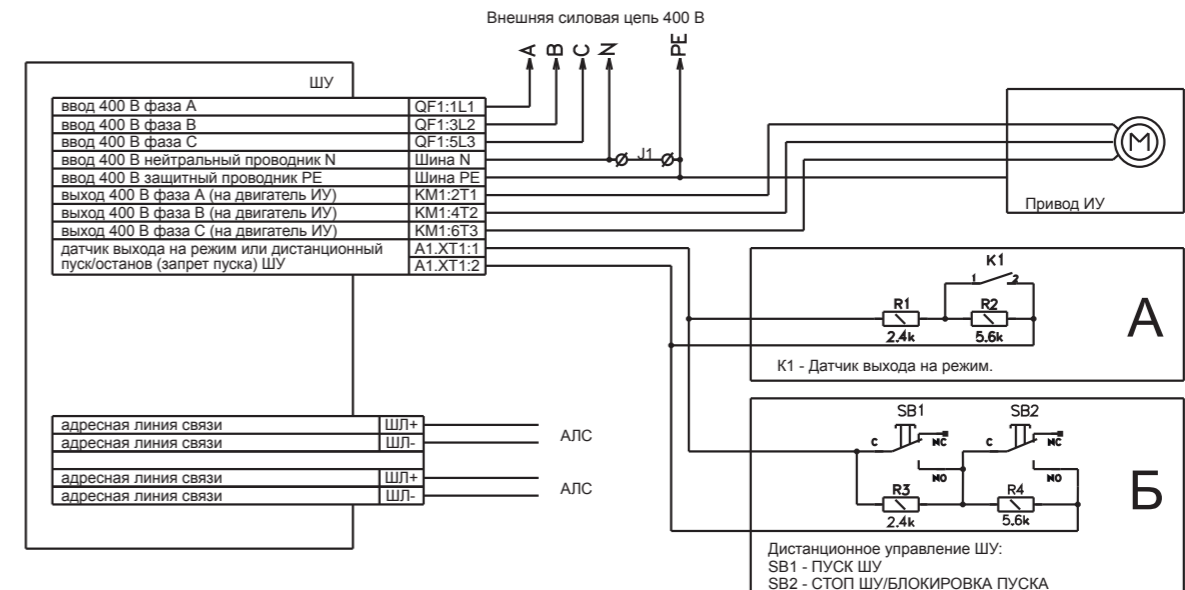 Внешняя силовая цепь 400 В
A B C N PE
ШУ
ввод 400 В фаза А QF1:1L1
ввод 400 В фаза В QF1:3L2
ввод 400 В фаза С QF1:5L3
ввод 400 В нейтральный проводник N Шина N
ввод 400 В защитный проводник PE Шина PE
выход 400 В фаза А (на двигатель ИУ) KM1:2T1
выход 400 В фаза В (на двигатель ИУ) KM1:4T2
выход 400 В фаза С (на двигатель ИУ) KM1:6T3
датчик выхода на режим или дистанционный A1.XT1:1
пуск/останов (запрет пуска) ШУ A1.XT1:2
J1
M
Привод ИУ
K1
1 2
R1 R2
2.4k 5.6k
А
К1 - Датчик выхода на режим.
адресная линия связи ШЛ+
адресная линия связи ШЛ-
АЛС
адресная линия связи ШЛ+
адресная линия связи ШЛ-
АЛС
SB1 SB2
C NC C NC
NO NO
R3 R4
2.4k 5.6k
Б
Дистанционное управление ШУ:
SB1 - ПУСК ШУ
SB2 - СТОП ШУ/БЛОКИРОВКА ПУСКА